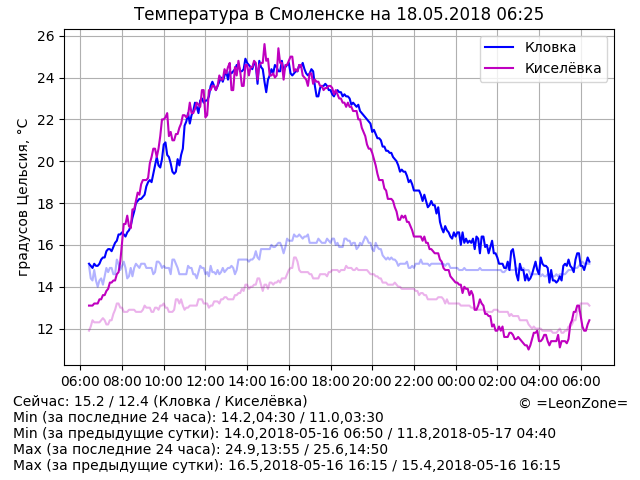 Температура в Смоленске на 18.05.2018 06:25
градусов Цельсия, °C
26
24
22
20
18
16
14
12
Кловка
Киселёвка
06:00 08:00 10:00 12:00 14:00 16:00 18:00 20:00 22:00 00:00 02:00 04:00 06:00
Сейчас: 15.2 / 12.4 (Кловка / Киселёвка)
© =LeonZone=
Min (за последние 24 часа): 14.2,04:30 / 11.0,03:30
Min (за предыдущие сутки): 14.0,2018-05-16 06:50 / 11.8,2018-05-17 04:40
Max (за последние 24 часа): 24.9,13:55 / 25.6,14:50
Max (за предыдущие сутки): 16.5,2018-05-16 16:15 / 15.4,2018-05-16 16:15